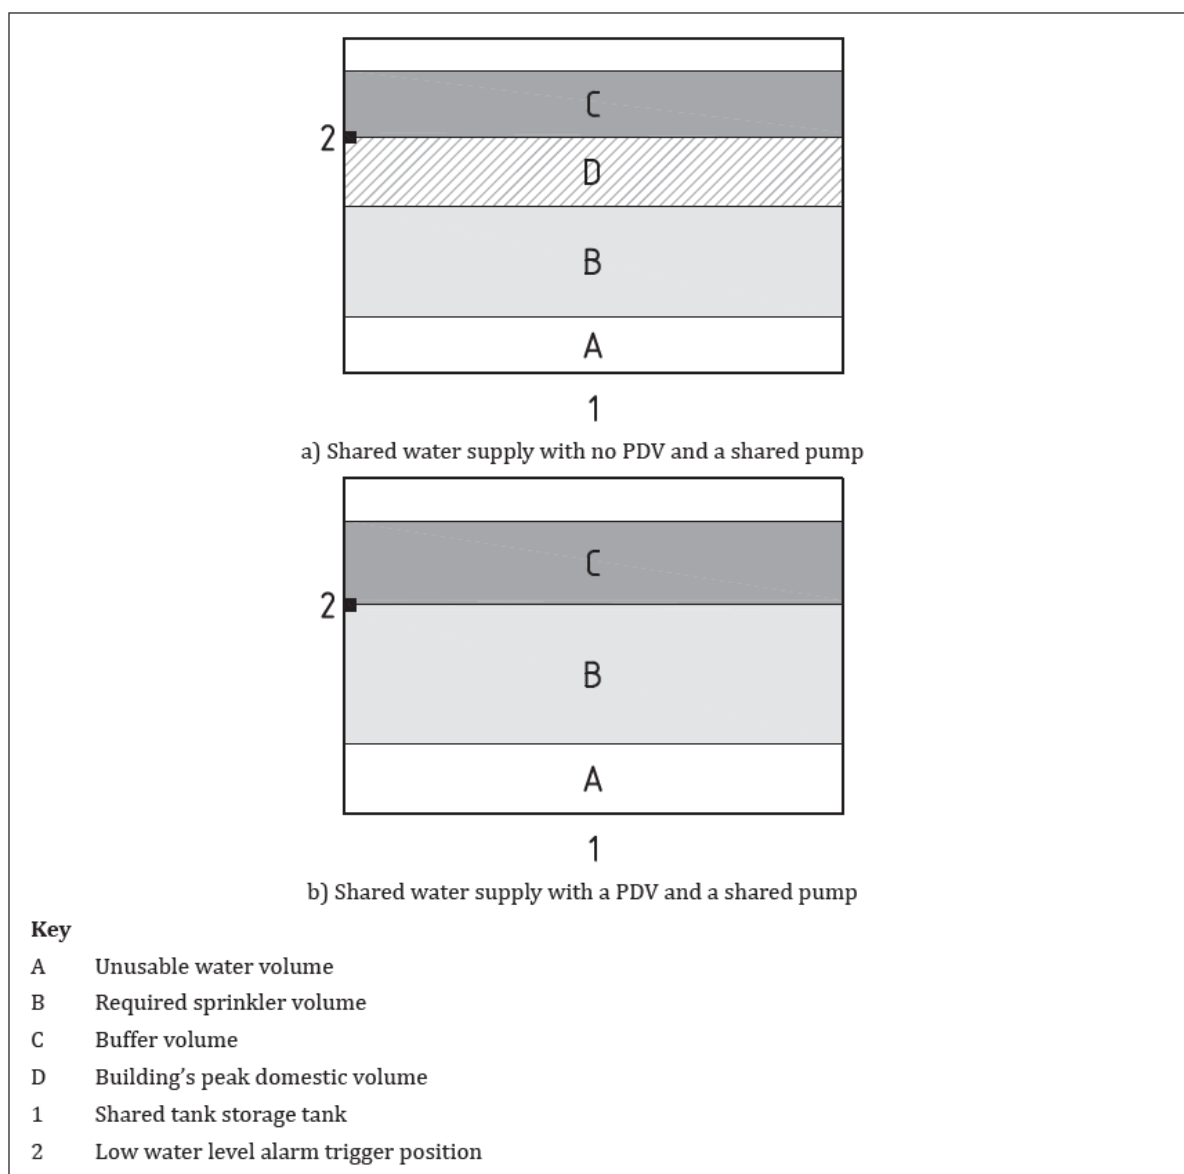 C
2
D
B
A
1
a) Shared water supply with no PDV and a shared pump
C
2
B
A
1
b) Shared water supply with a PDV and a shared pump
Key
A Unusable water volume
B Required sprinkler volume
C Buffer volume
D Building’s peak domestic volume
1 Shared tank storage tank
2 Low water level alarm trigger position